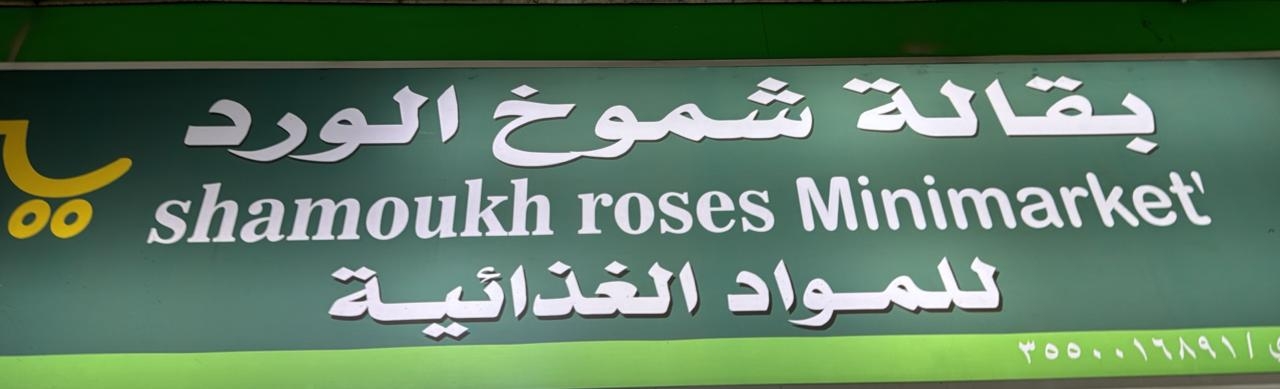 بقالة شموخ الورد
shamoukh roses Minimarket'
للمواد الغذائية
٣٥٥٠٠١٦٨٩١